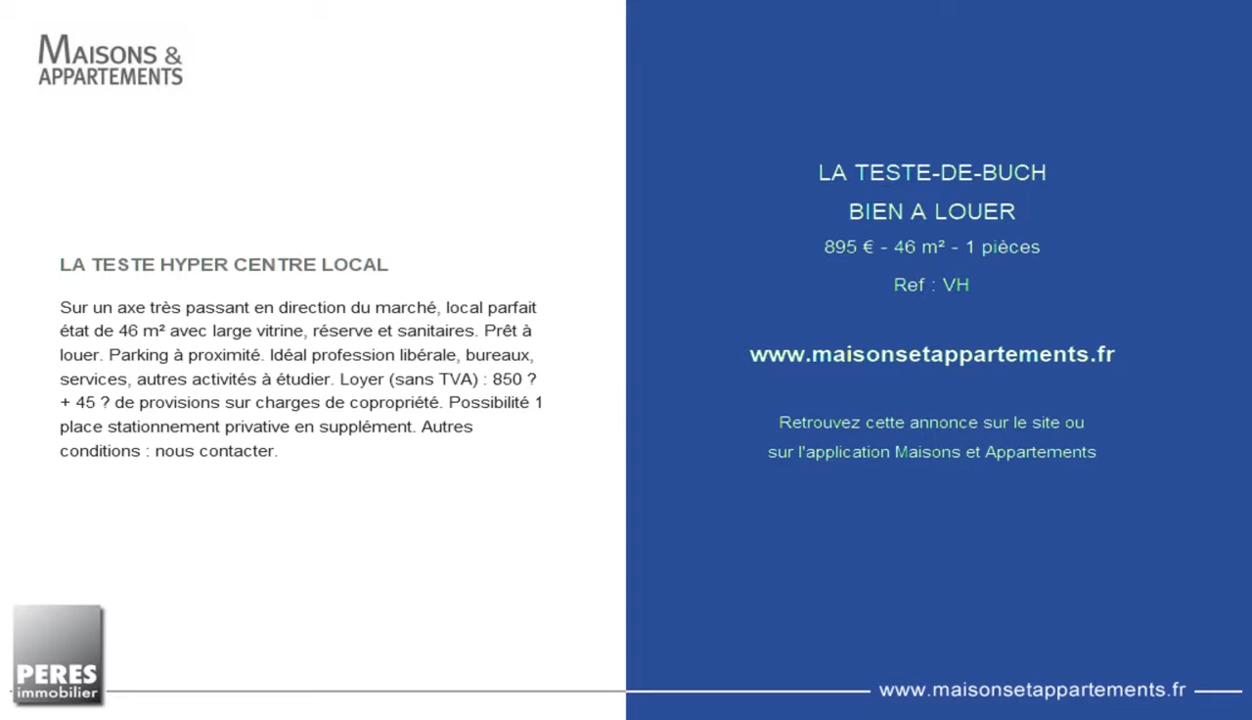 MAISONS &
APPARTEMENTS
LA TESTE HYPER CENTRE LOCAL
Sur un axe très passant en direction du marché, local parfait
état de 46 m² avec large vitrine, réserve et sanitaires. Prêt à
louer. Parking à proximité. Idéal profession libérale, bureaux,
services, autres activités à étudier. Loyer (sans TVA) : 850 ?
+ 45 ? de provisions sur charges de copropriété. Possibilité 1
place stationnement privative en supplément. Autres
conditions : nous contacter.
PERES
immobilier
LA TESTE-DE-BUCH
BIEN A LOUER
895 € - 46 m² - 1 pièces
Ref : VH
www.maisonsetappartements.fr
Retrouvez cette annonce sur le site ou
sur l'application Maisons et Appartements
www.maisonsetappartements.fr